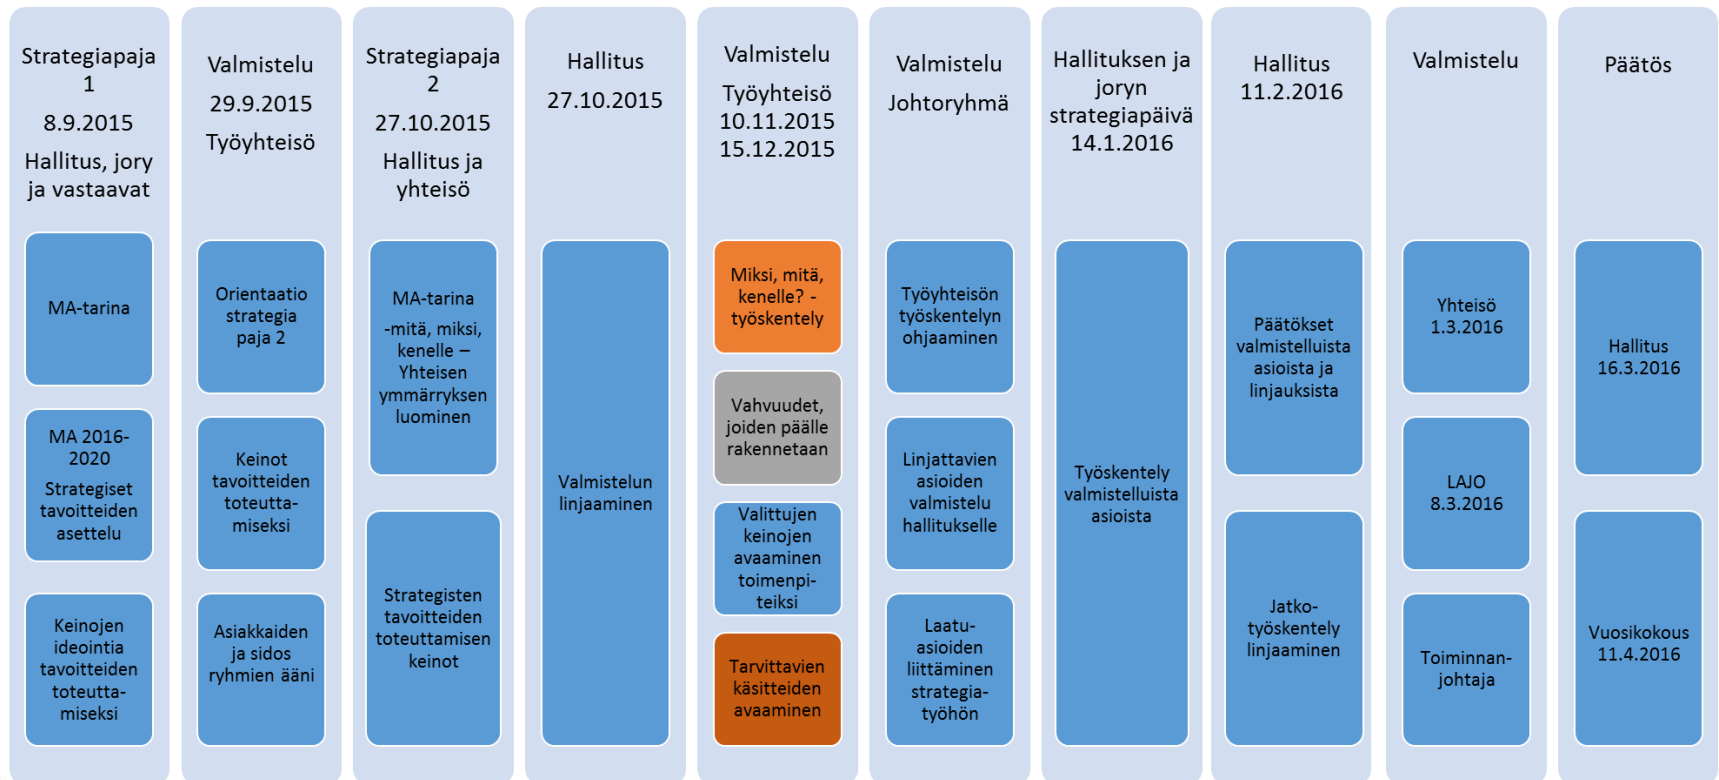 Strategiapaja
1
8.9.2015
Hallitus, jory
ja vastaavat
MA-tarina
MA 2016-
2020
Strategiset
tavoitteiden
asettelu
Keinojen
ideointia
tavoitteiden
toteutta-
miseksi
Valmistelu
29.9.2015
Työyhteisö
Orientaatio
strategia
paja 2
Keinot
tavoitteiden
toteutta-
miseksi
Asiakkaiden
ja sidos
ryhmien ääni
Strategiapaja
2
27.10.2015
Hallitus ja
yhteisö
MA-tarina
-mitä, miksi,
kenelle –
Yhteisen
ymmärryksen
luominen
Strategisten
tavoitteiden
toteuttamisen
keinot
Hallitus
27.10.2015
Valmistelun
linjaaminen
Valmistelu
Työyhteisö
10.11.2015
15.12.2015
Miksi, mitä,
kenelle? -
työskentely
Vahvuudet,
joiden päälle
rakennetaan
Valittujen
keinojen
avaaminen
toimenpi-
teiksi
Tarvittavien
käsitteiden
avaaminen
Valmistelu
Johtoryhmä
Työyhteisön
työskentelyn
ohjaaminen
Linjattavien
asioiden
valmistelu
hallitukselle
Laatu-
asioiden
liittäminen
strategia-
työhön
Hallituksen ja
joryn
strategiapäivä
14.1.2016
Työskentely
valmistelluista
asioista
Hallitus
11.2.2016
Päätökset
valmistelluista
asioista ja
linjauksista
Jatko-
työskentely
linjaaminen
Valmistelu
Yhteisö
1.3.2016
LAJO
8.3.2016
Toiminnan-
johtaja
Päätös
Hallitus
16.3.2016
Vuosikokous
11.4.2016